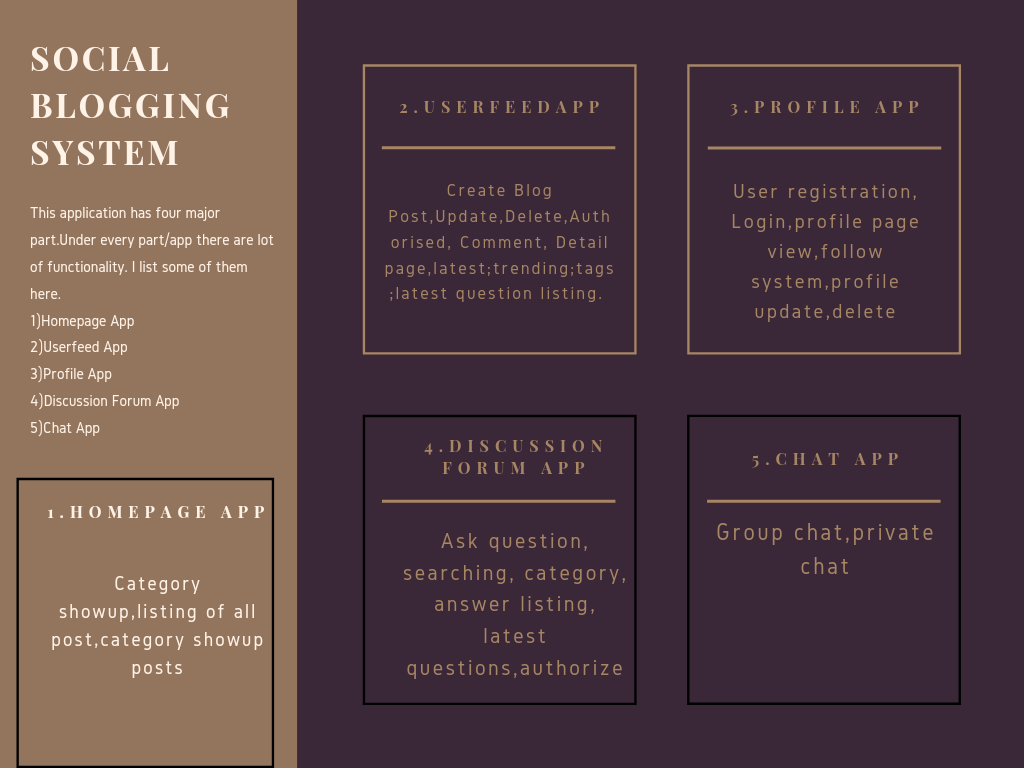 SOCIAL
BLOGGING
SYSTEM
This application has four major
part.Under every part/app there are lot
of functionality. I list some of them
here.
1)Homepage App
2)Userfeed App
3)Profile App
4)Discussion Forum App
5)Chat App
1.HOMEPAGE APP
Category
showup,listing of all
post,category showup
posts
2.USERFEEDAPP
Create Blog
Post,Update,Delete,Auth
orised, Comment, Detail
page,latest;trending;tags
;latest question listing.
3.PROFILE APP
User registration,
Login,profile page
view,follow
system,profile
update,delete
4.DISCUSSION
FORUM APP
Ask question,
searching, category,
answer listing,
latest
questions,authorize
5.CHAT APP
Group chat,private
chat